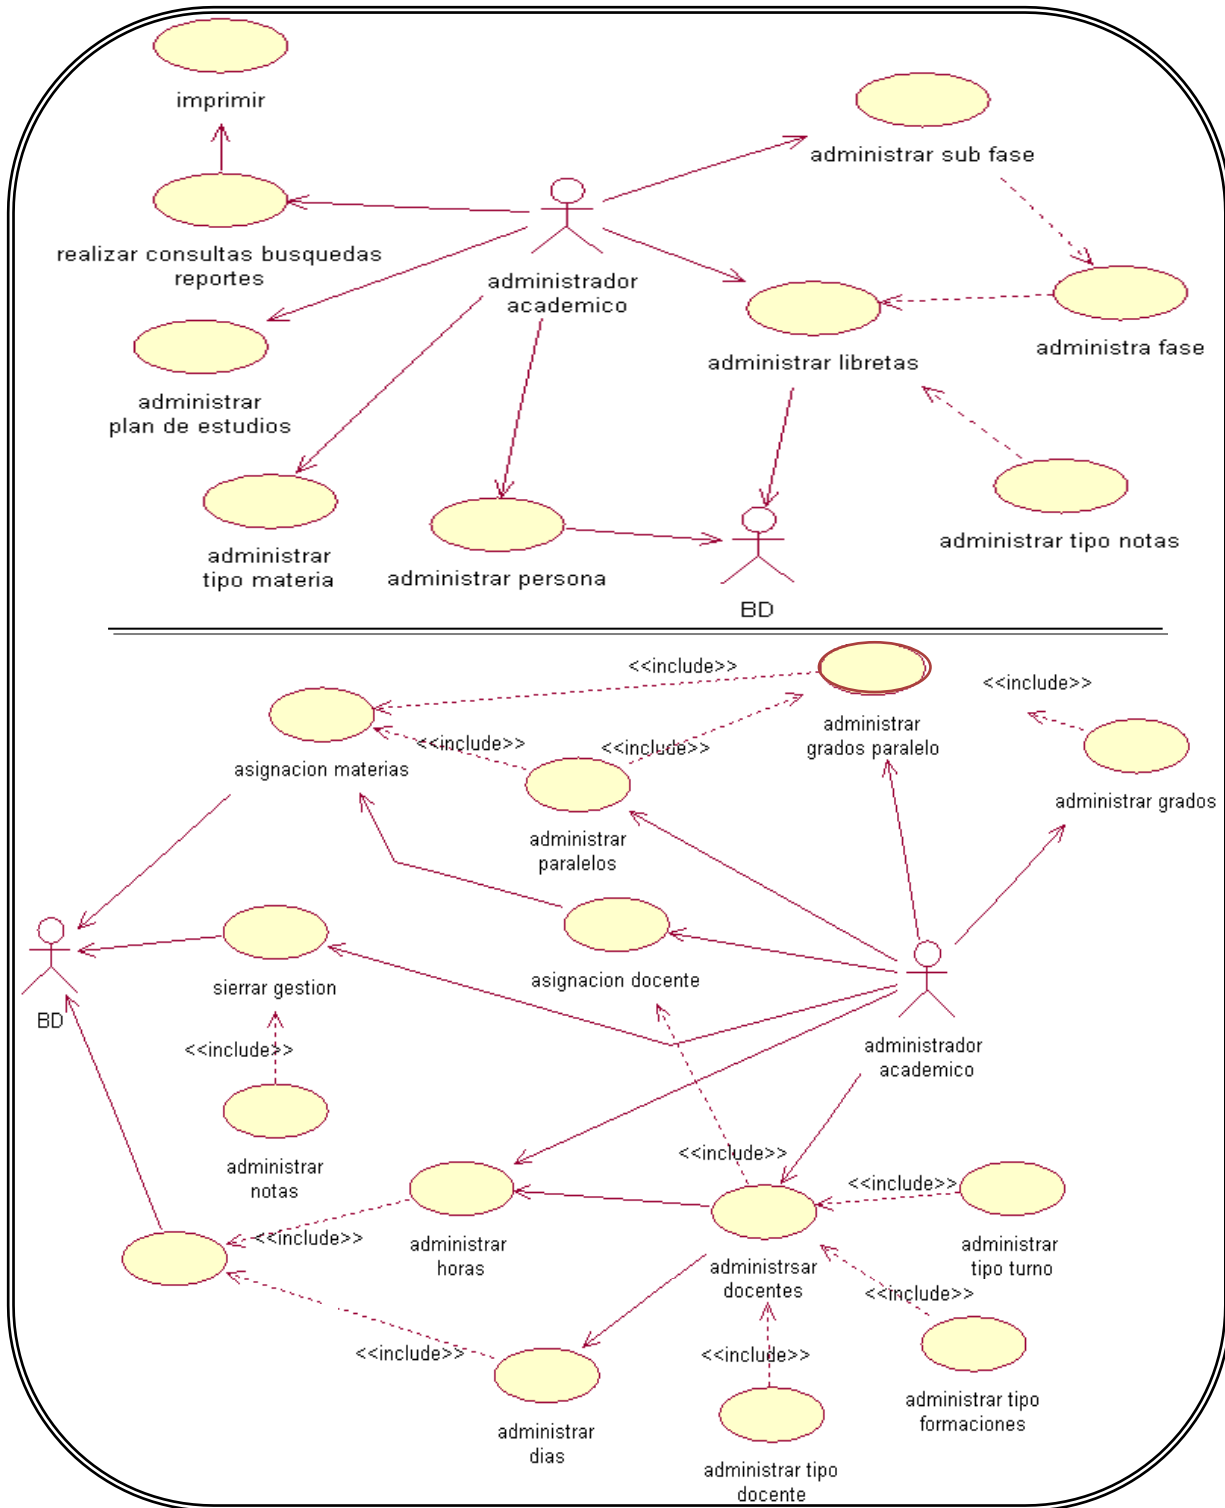 imprimir
administrar sub fase
realizar consultas busquedas
reportes
administrador
academico
administra fase
administrar libretas
administrar
plan de estudios
administrar tipo notas
administrar
tipo materia
administrar persona
BD
<<include>>
<<include>>
administrar
grados paralelo
<<include>>
<<include>>
asignacion materias
administrar grados
administrar
paralelos
asignacion docente
sierrar gestion
BD
<<include>>
administrador
academico
administrar
notas
<<include>>
<<include>>
<<include>>
administrar
horas
administrsar
docentes
administrar
tipo turno
<<include>>
<<include>>
<<include>>
administrar tipo
formaciones
administrar
dias
administrar tipo
docente